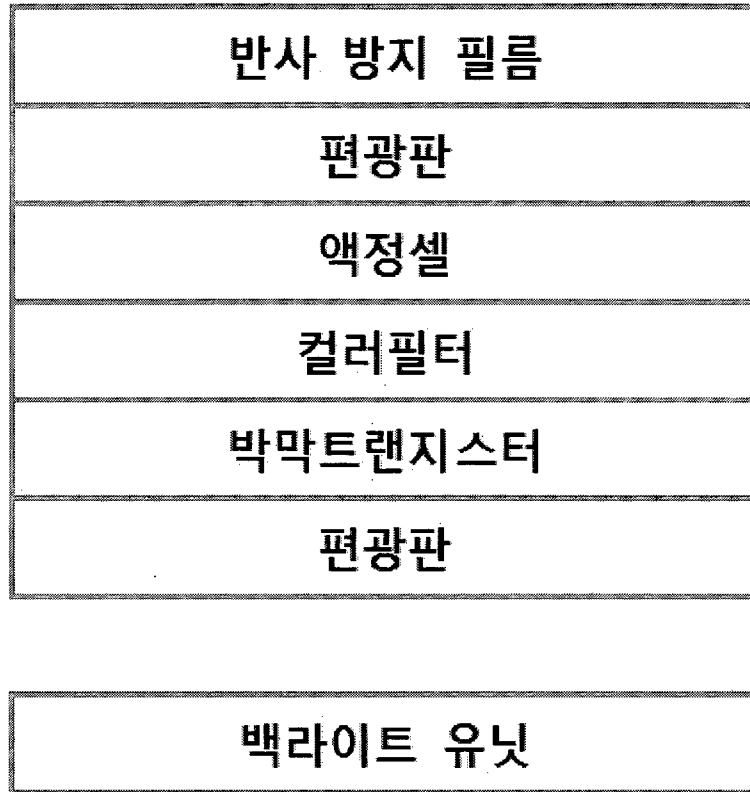 반사 방지 필름
편광판
액정셀
컬러필터
박막트랜지스터
편광판
백라이트 유닛